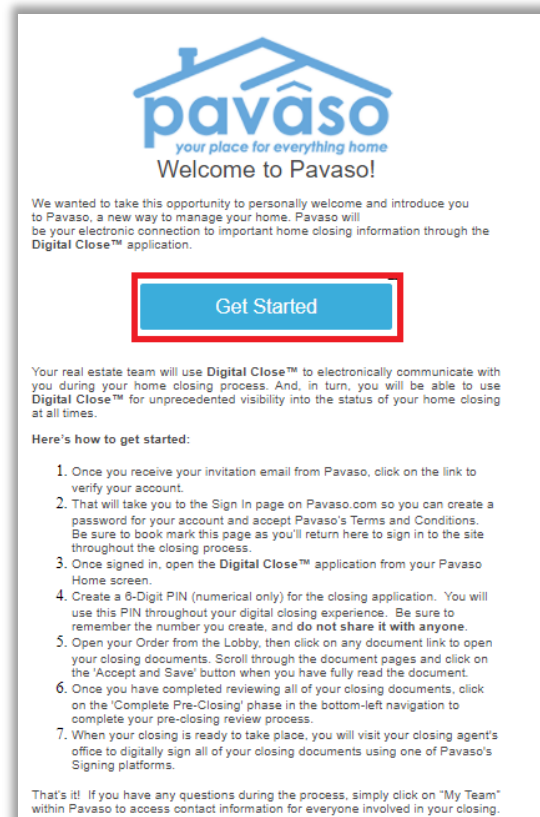 pavâso
your place for everything home
Welcome to Pavaso!
We wanted to take this opportunity to personally welcome and introduce you
to Pavaso, a new way to manage your home. Pavaso will
be your electronic connection to important home closing information through the
Digital Close™ application.
Get Started
Your real estate team will use Digital Close™ to electronically communicate with
you during your home closing process. And, in turn, you will be able to use
Digital Close™ for unprecedented visibility into the status of your home closing
at all times.
Here's how to get started:
1. Once you receive your invitation email from Pavaso, click on the link to
verify your account.
2. That will take you to the Sign In page on Pavaso.com so you can create a
password for your account and accept Pavaso's Terms and Conditions.
Be sure to book mark this page as you'll return here to sign in to the site
throughout the closing process.
3. Once signed in, open the Digital Close™ application from your Pavaso
Home screen.
4. Create a 6-Digit PIN (numerical only) for the closing application. You will
use this PIN throughout your digital closing experience. Be sure to
remember the number you create, and do not share it with anyone.
5. Open your Order from the Lobby, then click on any document link to open
your closing documents. Scroll through the document pages and click on
the 'Accept and Save' button when you have fully read the document.
6. Once you have completed reviewing all of your closing documents, click
on the 'Complete Pre-Closing' phase in the bottom-left navigation to
complete your pre-closing review process.
7. When your closing is ready to take place, you will visit your closing agent's
office to digitally sign all of your closing documents using one of Pavaso's
Signing platforms.
That's it! If you have any questions during the process, simply click on "My Team"
within Pavaso to access contact information for everyone involved in your closing.